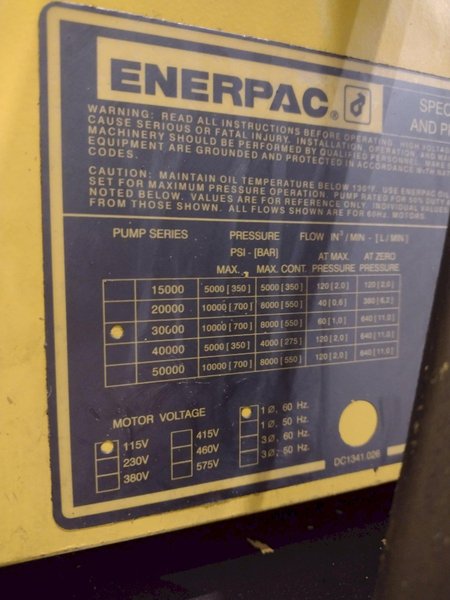 ENERPAC®
SPEC
AND PU
WARNING: READ ALL INSTRUCTIONS BEFORE OPERATING. HIGH VOLTAGE
CAUSE SERIOUS OR FATAL INJURY. INSTALLATION, OPERATION, AND MA
MACHINERY SHOULD BE PERFORMED BY QUALIFIED PERSONNEL. MAKE
EQUIPMENT ARE GROUNDED AND PROTECTED IN ACCORDANCE WITH NAT
CODES.
CAUTION: MAINTAIN OIL TEMPERATURE BELOW 130°F. USE ENERPAC OIL
SET FOR MAXIMUM PRESSURE OPERATION. PUMP RATED FOR 50% DUTY
NOTED BELOW. VALUES ARE FOR REFERENCE ONLY. INDIVIDUAL VALUES
FROM THOSE SHOWN. ALL FLOWS SHOWN ARE FOR 60Hz. MOTORS.
PUMP SERIES PRESSURE FLOW IN³/MIN - [L/MIN]
PSI - [BAR] AT MAX. AT ZERO
MAX. MAX. CONT. PRESSURE PRESSURE
15000 5000 [350] 5000 [350] 120 [2.0] 120 [2.0]
20000 10000 [700] 8000 [550] 40 [0.6] 380 [6.2]
30000 10000 [700] 8000 [550] 60 [1.0] 640 [11.0]
40000 5000 [350] 4000 [275] 120 [2.0] 640 [11.0]
50000 10000 [700] 8000 [550] 120 [2.0] 640 [11.0]
MOTOR VOLTAGE
115V 415V 1Ø, 60 Hz.
230V 460V 1Ø, 50 Hz.
380V 575V 3Ø, 60 Hz.
3Ø, 50 Hz.
DC1341.026